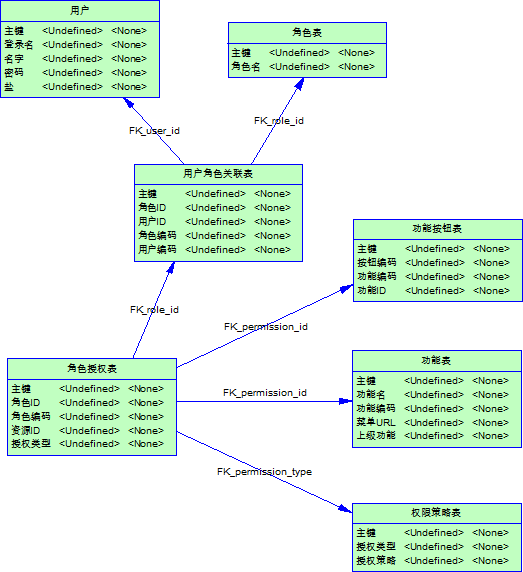 用户
主键 <Undefined> <None>
登录名 <Undefined> <None>
名字 <Undefined> <None>
密码 <Undefined> <None>
盐 <Undefined> <None>
角色表
主键 <Undefined> <None>
角色名 <Undefined> <None>
FK_user_id
FK_role_id
用户角色关联表
主键 <Undefined> <None>
角色ID <Undefined> <None>
用户ID <Undefined> <None>
角色编码 <Undefined> <None>
用户编码 <Undefined> <None>
功能按钮表
主键 <Undefined> <None>
按钮编码 <Undefined> <None>
功能编码 <Undefined> <None>
功能ID <Undefined> <None>
FK_role_id
FK_permission_id
角色授权表
主键 <Undefined> <None>
角色ID <Undefined> <None>
角色编码 <Undefined> <None>
资源ID <Undefined> <None>
授权类型 <Undefined> <None>
FK_permission_id
功能表
主键 <Undefined> <None>
功能名 <Undefined> <None>
功能编码 <Undefined> <None>
菜单URL <Undefined> <None>
上级功能 <Undefined> <None>
FK_permission_type
权限策略表
主键 <Undefined> <None>
授权类型 <Undefined> <None>
授权策略 <Undefined> <None>